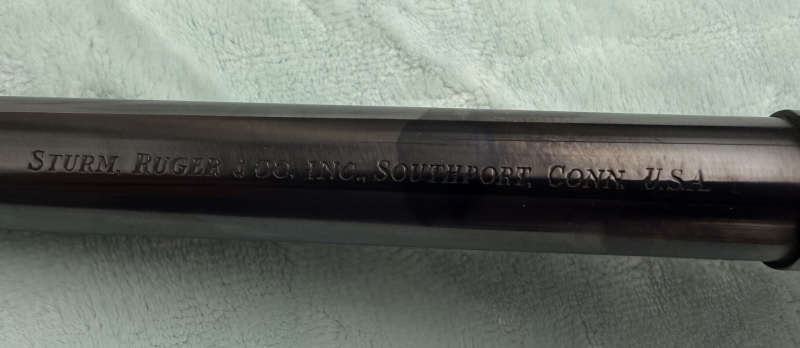 STURM, RUGER & CO. INC., SOUTHPORT, CONN. U.S.A.